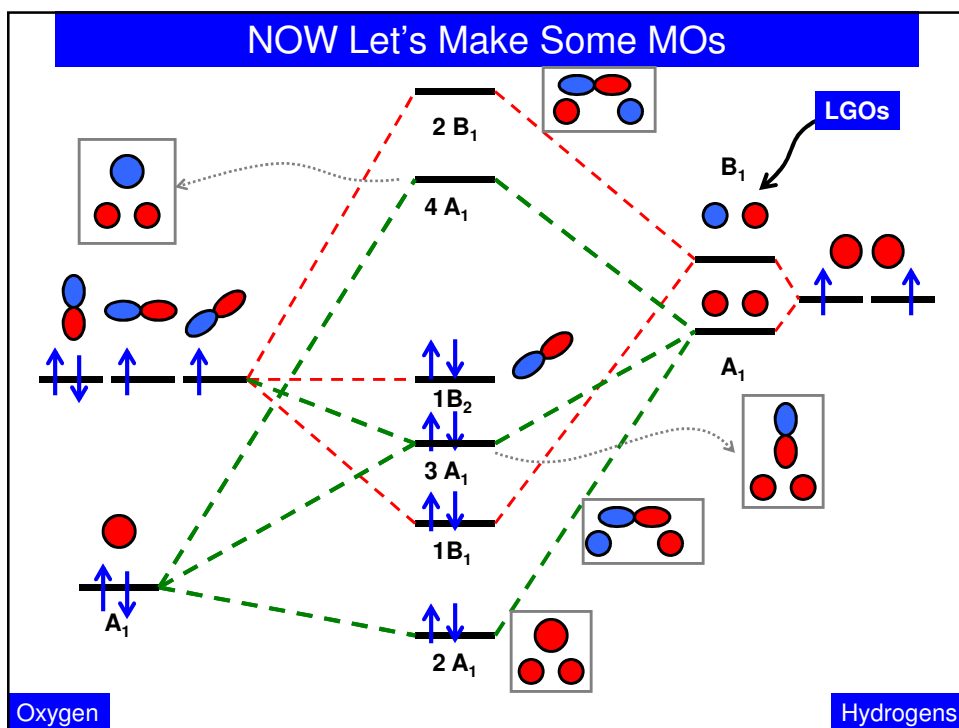 NOW Let's Make Some MOs
2 B₁
LGOs
B₁
4 A₁
A₁
1B₂
3 A₁
1B₁
A₁
2 A₁
Oxygen
Hydrogens